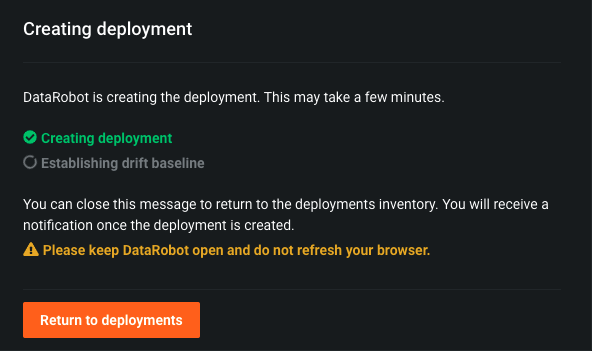 Creating deployment
DataRobot is creating the deployment. This may take a few minutes.
Creating deployment
Establishing drift baseline
You can close this message to return to the deployments inventory. You will receive a
notification once the deployment is created.
Please keep DataRobot open and do not refresh your browser.
Return to deployments